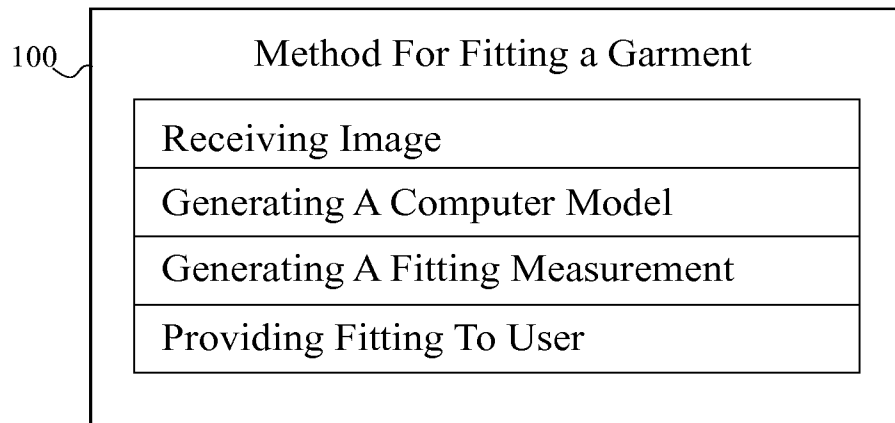 Method For Fitting a Garment
100
Receiving Image
Generating A Computer Model
Generating A Fitting Measurement
Providing Fitting To User